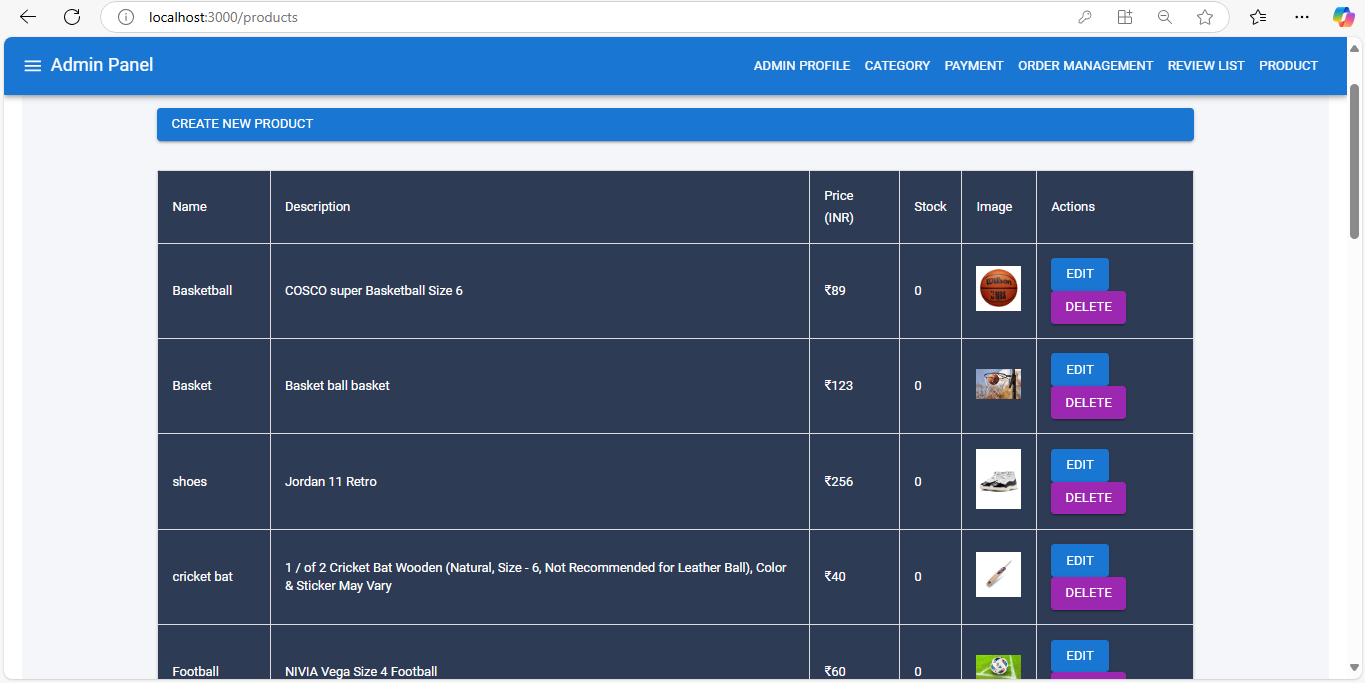 localhost:3000/products
Admin Panel
ADMIN PROFILE CATEGORY PAYMENT ORDER MANAGEMENT REVIEW LIST PRODUCT
CREATE NEW PRODUCT
Name Description Price (INR) Stock Image Actions
Basketball COSCO super Basketball Size 6 ₹89 0 Wilson EDIT
DELETE
Basket Basket ball basket ₹123 0 EDIT
DELETE
shoes Jordan 11 Retro ₹256 0 EDIT
DELETE
cricket bat 1 / of 2 Cricket Bat Wooden (Natural, Size - 6, Not Recommended for Leather Ball), Color
& Sticker May Vary ₹40 0 EDIT
DELETE
Football NIVIA Vega Size 4 Football ₹60 0 EDIT